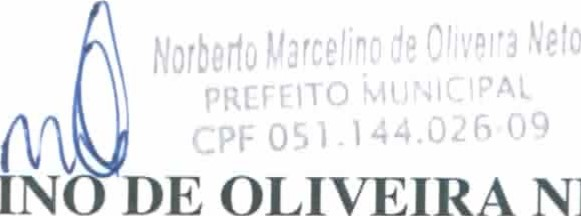 Norberto Marcelino de Oliveira Neto
PREFEITO MUNICIPAL
CPF 051.144.026-09
INO DE OLIVEIRA N